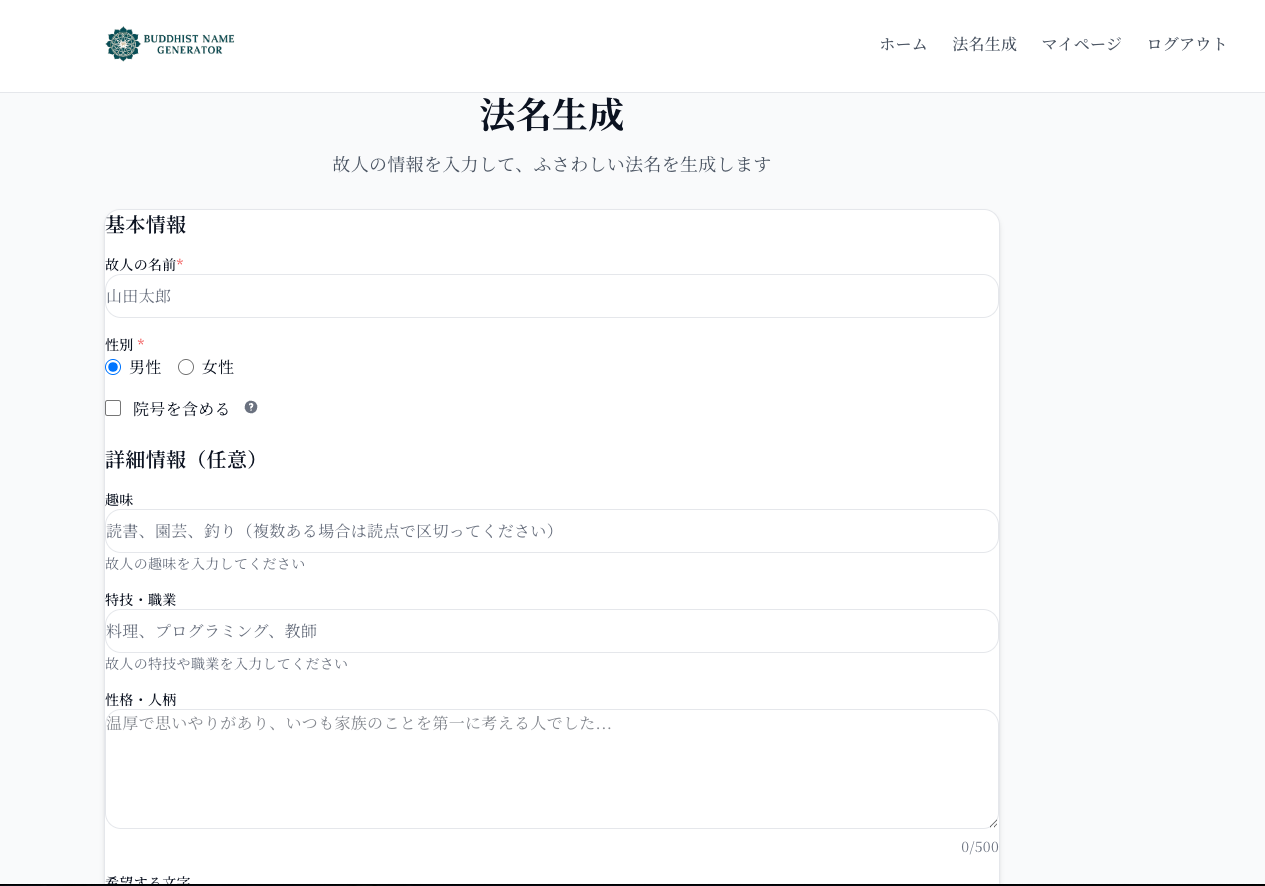 BUDDHIST NAME
GENERATOR
ホーム 法名生成 マイページ ログアウト
法名生成
故人の情報を入力して、ふさわしい法名を生成します
基本情報
故人の名前*
山田太郎
性別 *
男性 女性
院号を含める ?
詳細情報（任意）
趣味
読書、園芸、釣り（複数ある場合は読点で区切ってください）
故人の趣味を入力してください
特技・職業
料理、プログラミング、教師
故人の特技や職業を入力してください
性格・人柄
温厚で思いやりがあり、いつも家族のことを第一に考える人でした...
0/500
希望する文字